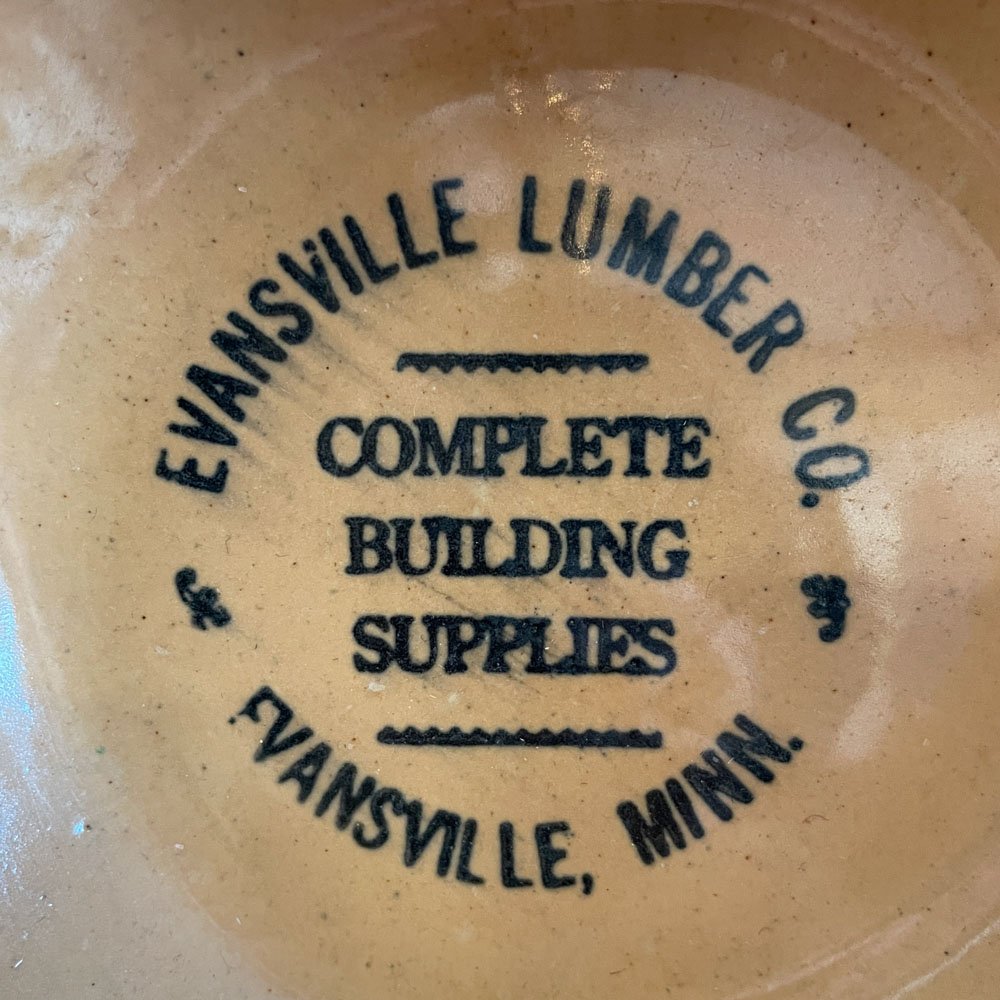 EVANSVILLE LUMBER CO.
COMPLETE
BUILDING
SUPPLIES
EVANSVILLE, MINN.